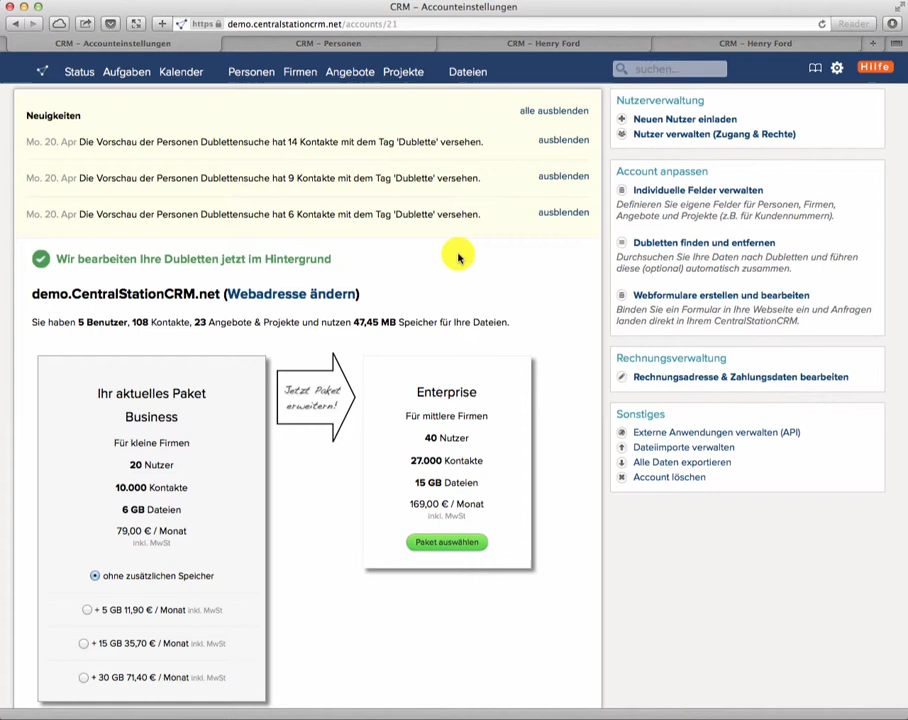 CRM – Accounteinstellungen
https demo.centralstationcrm.net/accounts/21
Reader
CRM – Accounteinstellungen
CRM – Personen
CRM – Henry Ford
CRM – Henry Ford
Status Aufgaben Kalender Personen Firmen Angebote Projekte Dateien
suchen...
Hilfe
Neuigkeiten
alle ausblenden
Mo. 20. Apr Die Vorschau der Personen Dublettensuche hat 14 Kontakte mit dem Tag 'Dublette' versehen.
ausblenden
Mo. 20. Apr Die Vorschau der Personen Dublettensuche hat 9 Kontakte mit dem Tag 'Dublette' versehen.
ausblenden
Mo. 20. Apr Die Vorschau der Personen Dublettensuche hat 6 Kontakte mit dem Tag 'Dublette' versehen.
ausblenden
Wir bearbeiten Ihre Dubletten jetzt im Hintergrund
demo.CentralStationCRM.net (Webadresse ändern)
Sie haben 5 Benutzer, 108 Kontakte, 23 Angebote & Projekte und nutzen 47,45 MB Speicher für Ihre Dateien.
Ihr aktuelles Paket
Business
Für kleine Firmen
20 Nutzer
10.000 Kontakte
6 GB Dateien
79,00 € / Monat
inkl. MwSt
ohne zusätzlichen Speicher
+ 5 GB 11,90 € / Monat inkl. MwSt
+ 15 GB 35,70 € / Monat inkl. MwSt
+ 30 GB 71,40 € / Monat inkl. MwSt
Jetzt Paket
erweitern!
Enterprise
Für mittlere Firmen
40 Nutzer
27.000 Kontakte
15 GB Dateien
169,00 € / Monat
inkl. MwSt
Paket auswählen
Nutzerverwaltung
Neuen Nutzer einladen
Nutzer verwalten (Zugang & Rechte)
Account anpassen
Individuelle Felder verwalten
Definieren Sie eigene Felder für Personen, Firmen,
Angebote und Projekte (z.B. für Kundennummern).
Dubletten finden und entfernen
Durchsuchen Sie Ihre Daten nach Dubletten und führen
diese (optional) automatisch zusammen.
Webformulare erstellen und bearbeiten
Binden Sie ein Formular in Ihre Webseite ein und Anfragen
landen direkt in Ihrem CentralStationCRM.
Rechnungsverwaltung
Rechnungsadresse & Zahlungsdaten bearbeiten
Sonstiges
Externe Anwendungen verwalten (API)
Dateiimporte verwalten
Alle Daten exportieren
Account löschen